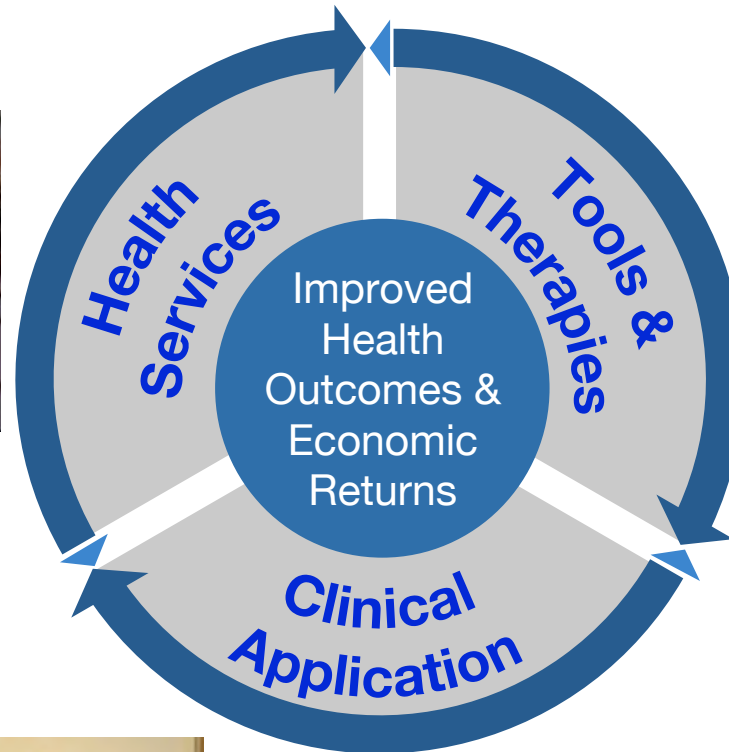 Health
Services
Tools &
Therapies
Improved
Health
Outcomes &
Economic
Returns
Clinical
Application